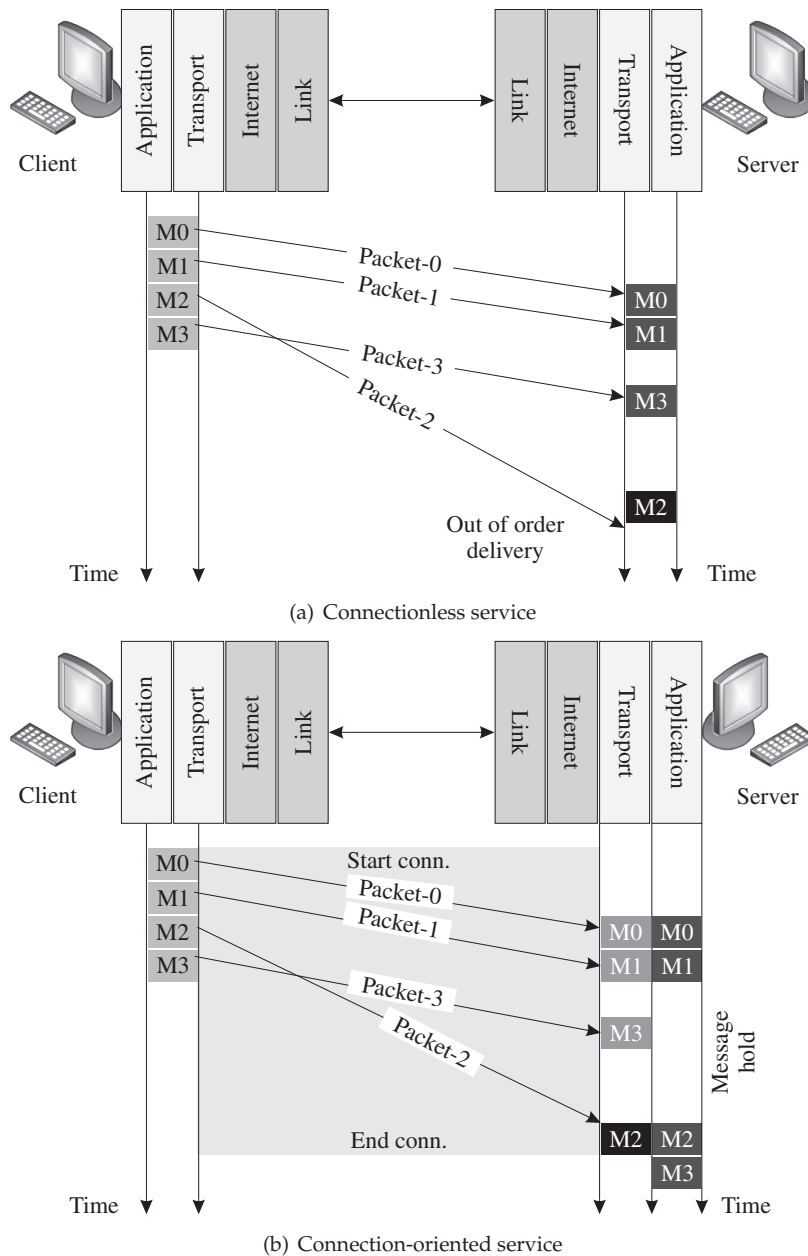 Client
Application
Transport
Internet
Link
Link
Internet
Transport
Application
Server
M0
M1
M2
M3
Packet-0
Packet-1
Packet-3
Packet-2
M0
M1
M3
M2
Out of order
delivery
Time
Time
(a) Connectionless service
Client
Application
Transport
Internet
Link
Link
Internet
Transport
Application
Server
M0
M1
M2
M3
Start conn.
Packet-0
Packet-1
Packet-3
Packet-2
End conn.
M0
M0
M1
M1
M3
Message
hold
M2
M2
M3
Time
Time
(b) Connection-oriented service